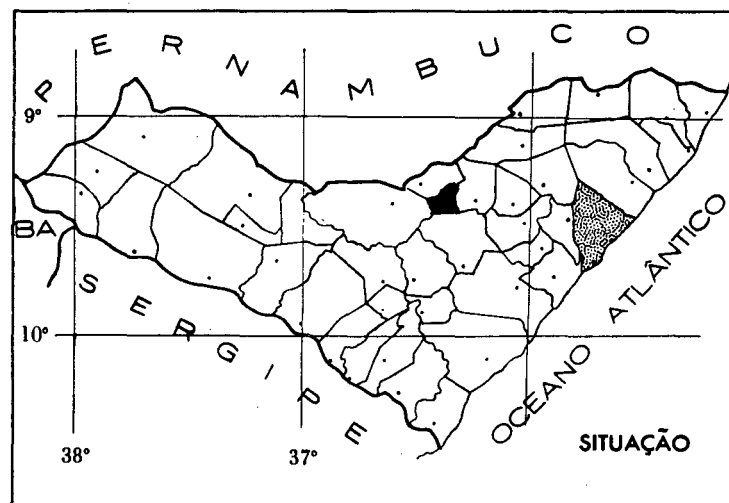 PERNAMBUCO
9°
BA
SERGIPE
10°
OCEANO ATLÂNTICO
SITUAÇÃO
38°
37°